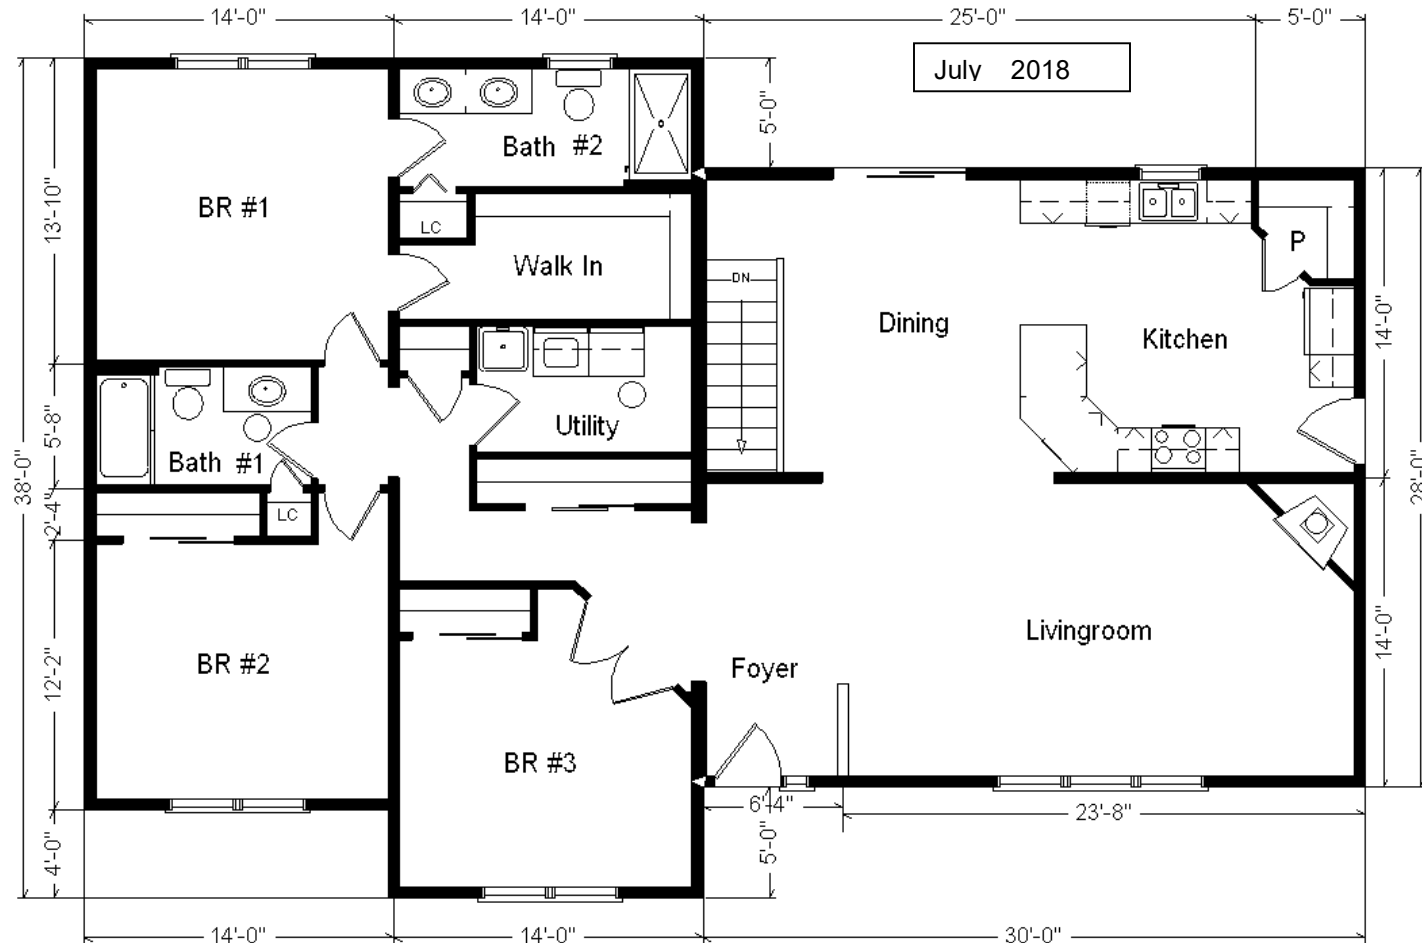 14'-0"
14'-0"
25'-0"
5'-0"
July 2018
5'-0"
Bath #2
BR #1
13'-10"
LC
P
Walk In
DN
Dining
Kitchen
14'-0"
Utility
5'-8"
Bath #1
38'-0"
28'-0"
2'-4"
LC
Livingroom
14'-0"
BR #2
Foyer
12'-2"
BR #3
6'-4"
23'-8"
4'-0"
5'-0"
14'-0"
14'-0"
30'-0"